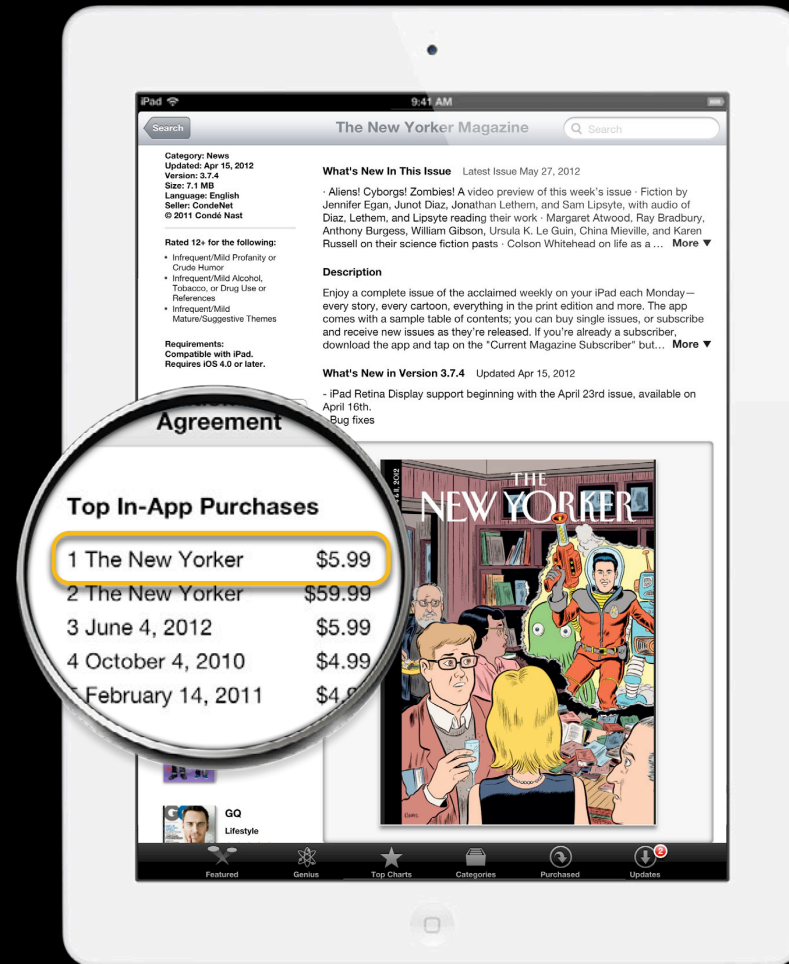 iPad
9:41 AM
Search
The New Yorker Magazine
Search
Category: News
Updated: Apr 15, 2012
Version: 3.7.4
Size: 7.1 MB
Language: English
Seller: CondeNet
© 2011 Condé Nast
Rated 12+ for the following:
Infrequent/Mild Profanity or
Crude Humor
Infrequent/Mild Alcohol,
Tobacco, or Drug Use or
References
Infrequent/Mild
Mature/Suggestive Themes
Requirements:
Compatible with iPad.
Requires iOS 4.0 or later.
What's New In This Issue Latest Issue May 27, 2012
· Aliens! Cyborgs! Zombies! A video preview of this week's issue · Fiction by
Jennifer Egan, Junot Diaz, Jonathan Lethem, and Sam Lipsyte, with audio of
Diaz, Lethem, and Lipsyte reading their work · Margaret Atwood, Ray Bradbury,
Anthony Burgess, William Gibson, Ursula K. Le Guin, China Mieville, and Karen
Russell on their science fiction pasts · Colson Whitehead on life as a ... More ▼
Description
Enjoy a complete issue of the acclaimed weekly on your iPad each Monday—
every story, every cartoon, everything in the print edition and more. The app
comes with a sample table of contents; you can buy single issues, or subscribe
and receive new issues as they're released. If you're already a subscriber,
download the app and tap on the "Current Magazine Subscriber" but... More ▼
What's New in Version 3.7.4 Updated Apr 15, 2012
- iPad Retina Display support beginning with the April 23rd issue, available on
April 16th.
Bug fixes
Agreement
Top In-App Purchases
1 The New Yorker $5.99
2 The New Yorker $59.99
3 June 4, 2012 $5.99
4 October 4, 2010 $4.99
February 14, 2011
THE
NEW YORKER
GQ
GQ
Lifestyle
Featured
Genius
Top Charts
Categories
Purchased
2
Updates